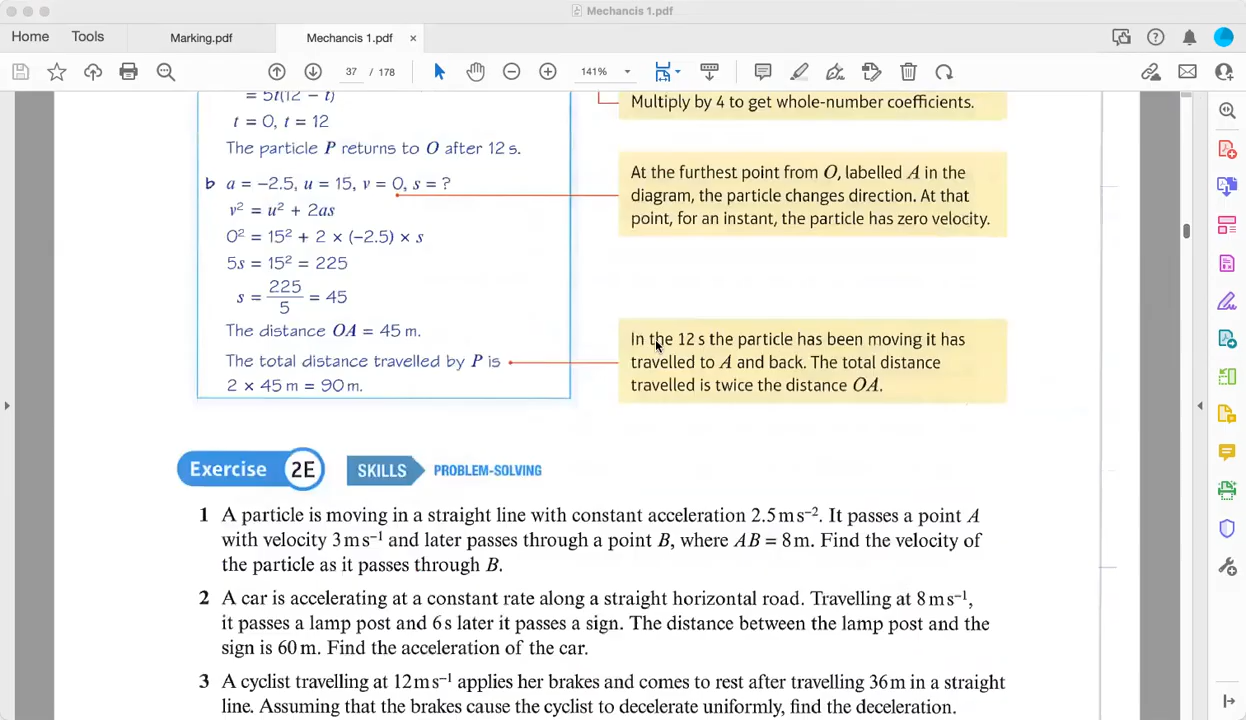 Mechancis 1.pdf
Home Tools Marking.pdf Mechancis 1.pdf ×
37 / 178 141%
= 5t(12 − t)
t = 0, t = 12
The particle P returns to O after 12 s.
b a = −2.5, u = 15, v = 0, s = ?
v² = u² + 2as
0² = 15² + 2 × (−2.5) × s
5s = 15² = 225
s = 225/5 = 45
The distance OA = 45 m.
The total distance travelled by P is
2 × 45 m = 90 m.
Multiply by 4 to get whole-number coefficients.
At the furthest point from O, labelled A in the
diagram, the particle changes direction. At that
point, for an instant, the particle has zero velocity.
In the 12 s the particle has been moving it has
travelled to A and back. The total distance
travelled is twice the distance OA.
Exercise 2E SKILLS PROBLEM-SOLVING
1 A particle is moving in a straight line with constant acceleration 2.5 m s⁻². It passes a point A
with velocity 3 m s⁻¹ and later passes through a point B, where AB = 8 m. Find the velocity of
the particle as it passes through B.
2 A car is accelerating at a constant rate along a straight horizontal road. Travelling at 8 m s⁻¹,
it passes a lamp post and 6 s later it passes a sign. The distance between the lamp post and the
sign is 60 m. Find the acceleration of the car.
3 A cyclist travelling at 12 m s⁻¹ applies her brakes and comes to rest after travelling 36 m in a straight
line. Assuming that the brakes cause the cyclist to decelerate uniformly, find the deceleration.